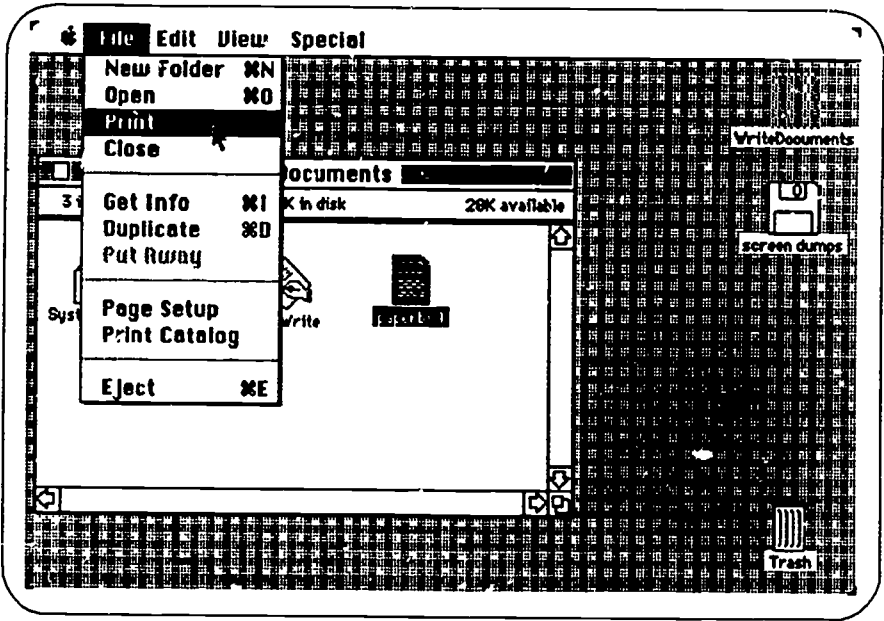 File Edit View Special
New Folder ⌘N
Open ⌘O
Print
Close
Get Info ⌘I
Duplicate ⌘D
Put Away
Page Setup
Print Catalog
Eject ⌘E
ocuments
3 i
K in disk
28K available
Syst
Write
WriteDocuments
screen dumps
Trash